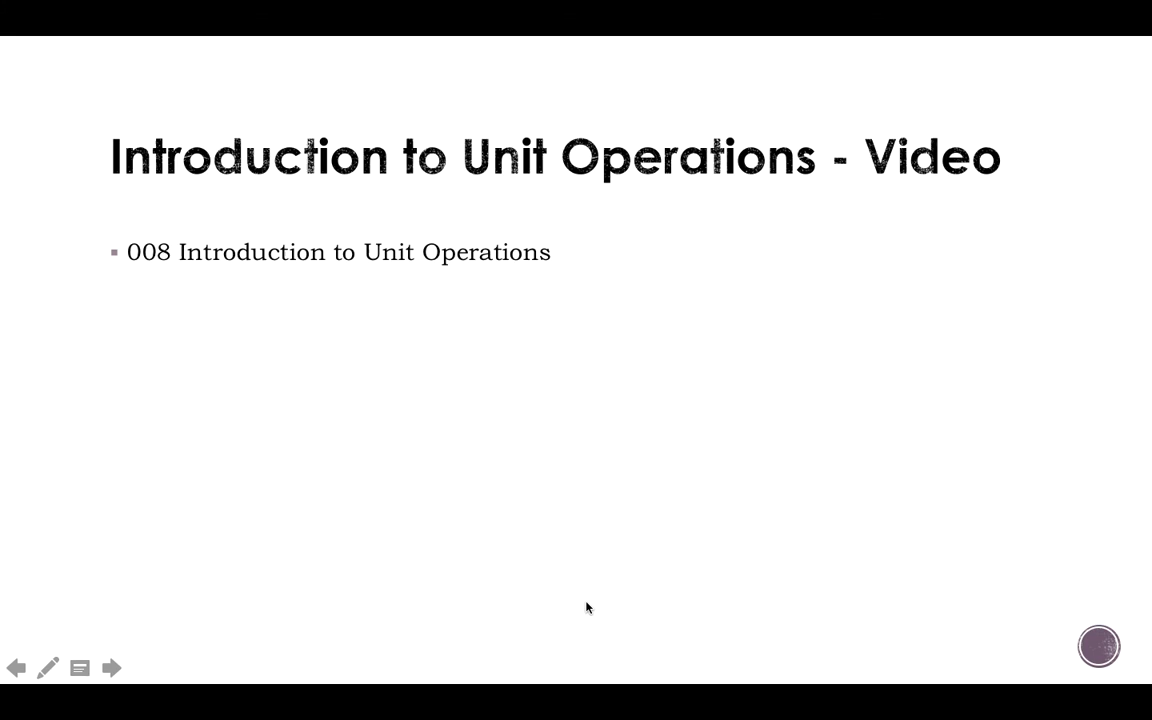 Introduction to Unit Operations - Video
008 Introduction to Unit Operations